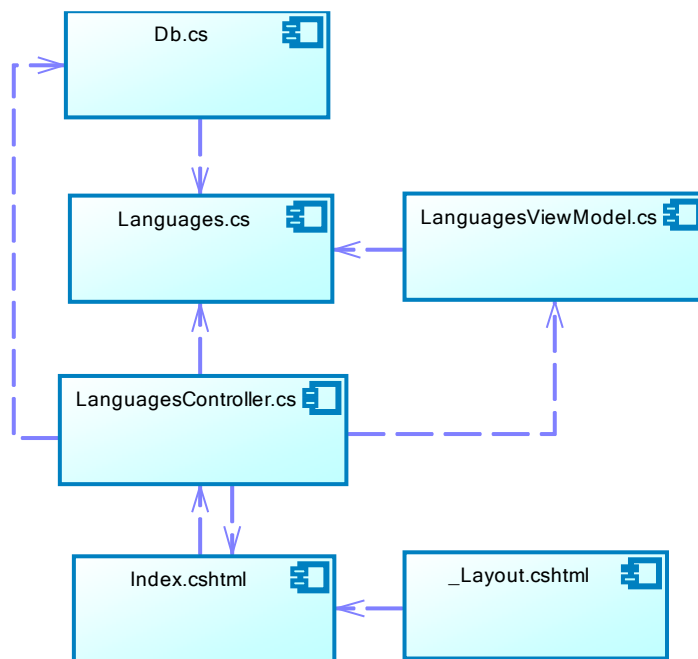 Db.cs
Languages.cs
LanguagesViewModel.cs
LanguagesController.cs
Index.cshtml
_Layout.cshtml